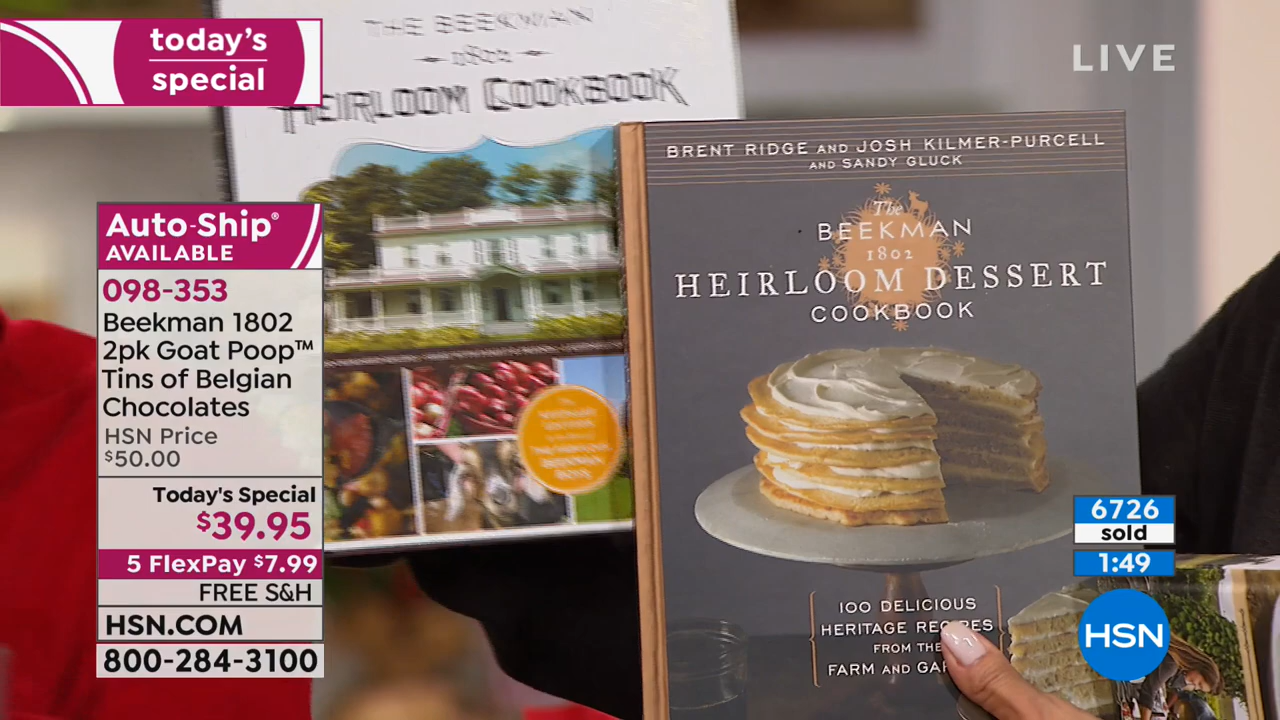 today's
special
LIVE
Auto-Ship®
AVAILABLE
098-353
Beekman 1802
2pk Goat Poop™
Tins of Belgian
Chocolates
HSN Price
$50.00
Today's Special
$39.95
5 FlexPay $7.99
FREE S&H
HSN.COM
800-284-3100
THE BEEKMAN
1802
HEIRLOOM COOKBOOK
BRENT RIDGE AND JOSH KILMER-PURCELL
AND SANDY GLUCK
The
BEEKMAN
1802
HEIRLOOM DESSERT
COOKBOOK
100 DELICIOUS
HERITAGE RECIPES
FROM THE
FARM AND
6726
sold
1:49
HSN